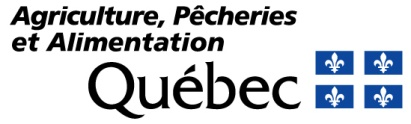 Agriculture, Pêcheries
et Alimentation
Québec